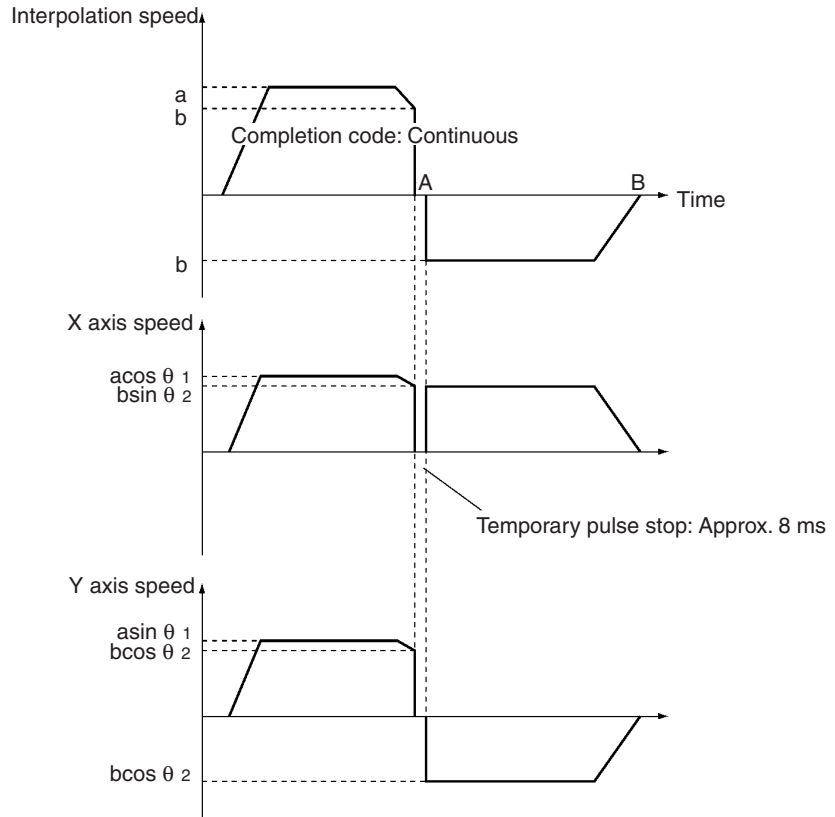 Interpolation speed
a
b
Completion code: Continuous
A
B
Time
b
X axis speed
acos θ 1
bsin θ 2
Temporary pulse stop: Approx. 8 ms
Y axis speed
asin θ 1
bcos θ 2
bcos θ 2